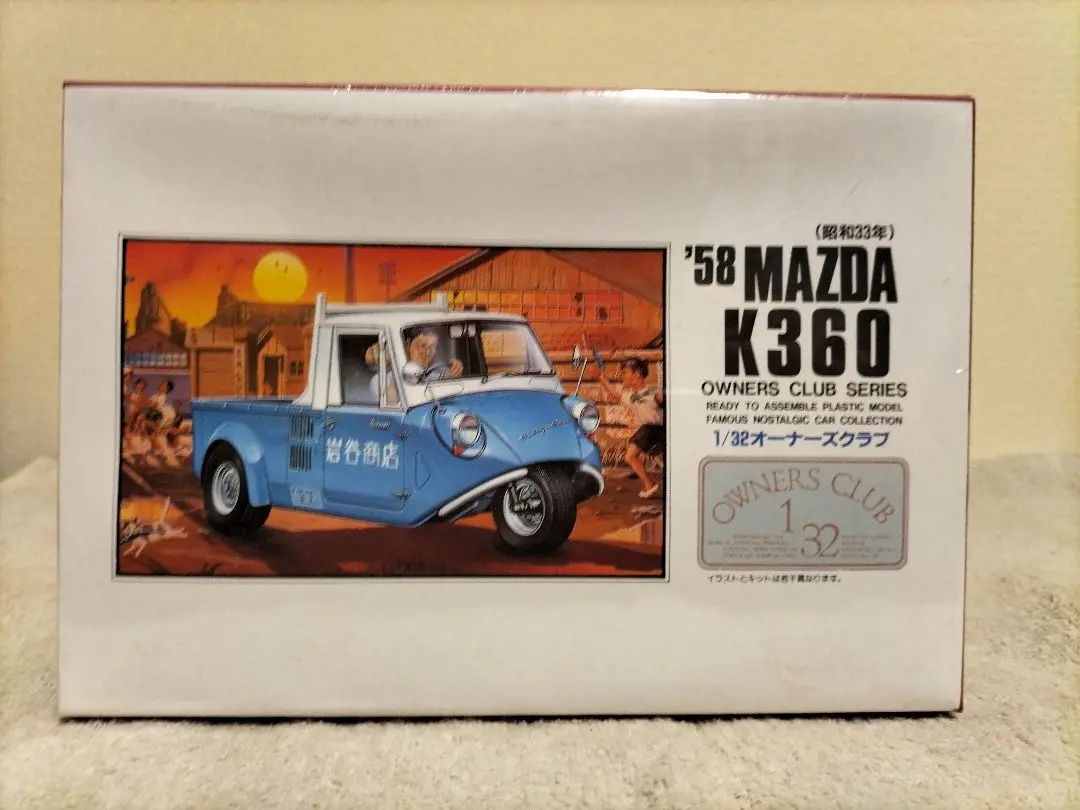 (昭和33年)
'58 MAZDA
K360
OWNERS CLUB SERIES
READY TO ASSEMBLE PLASTIC MODEL
FAMOUS NOSTALGIC CAR COLLECTION
1/32オーナーズクラブ
OWNERS CLUB
1
32
イラストとキットは若干異なります。
岩谷商店